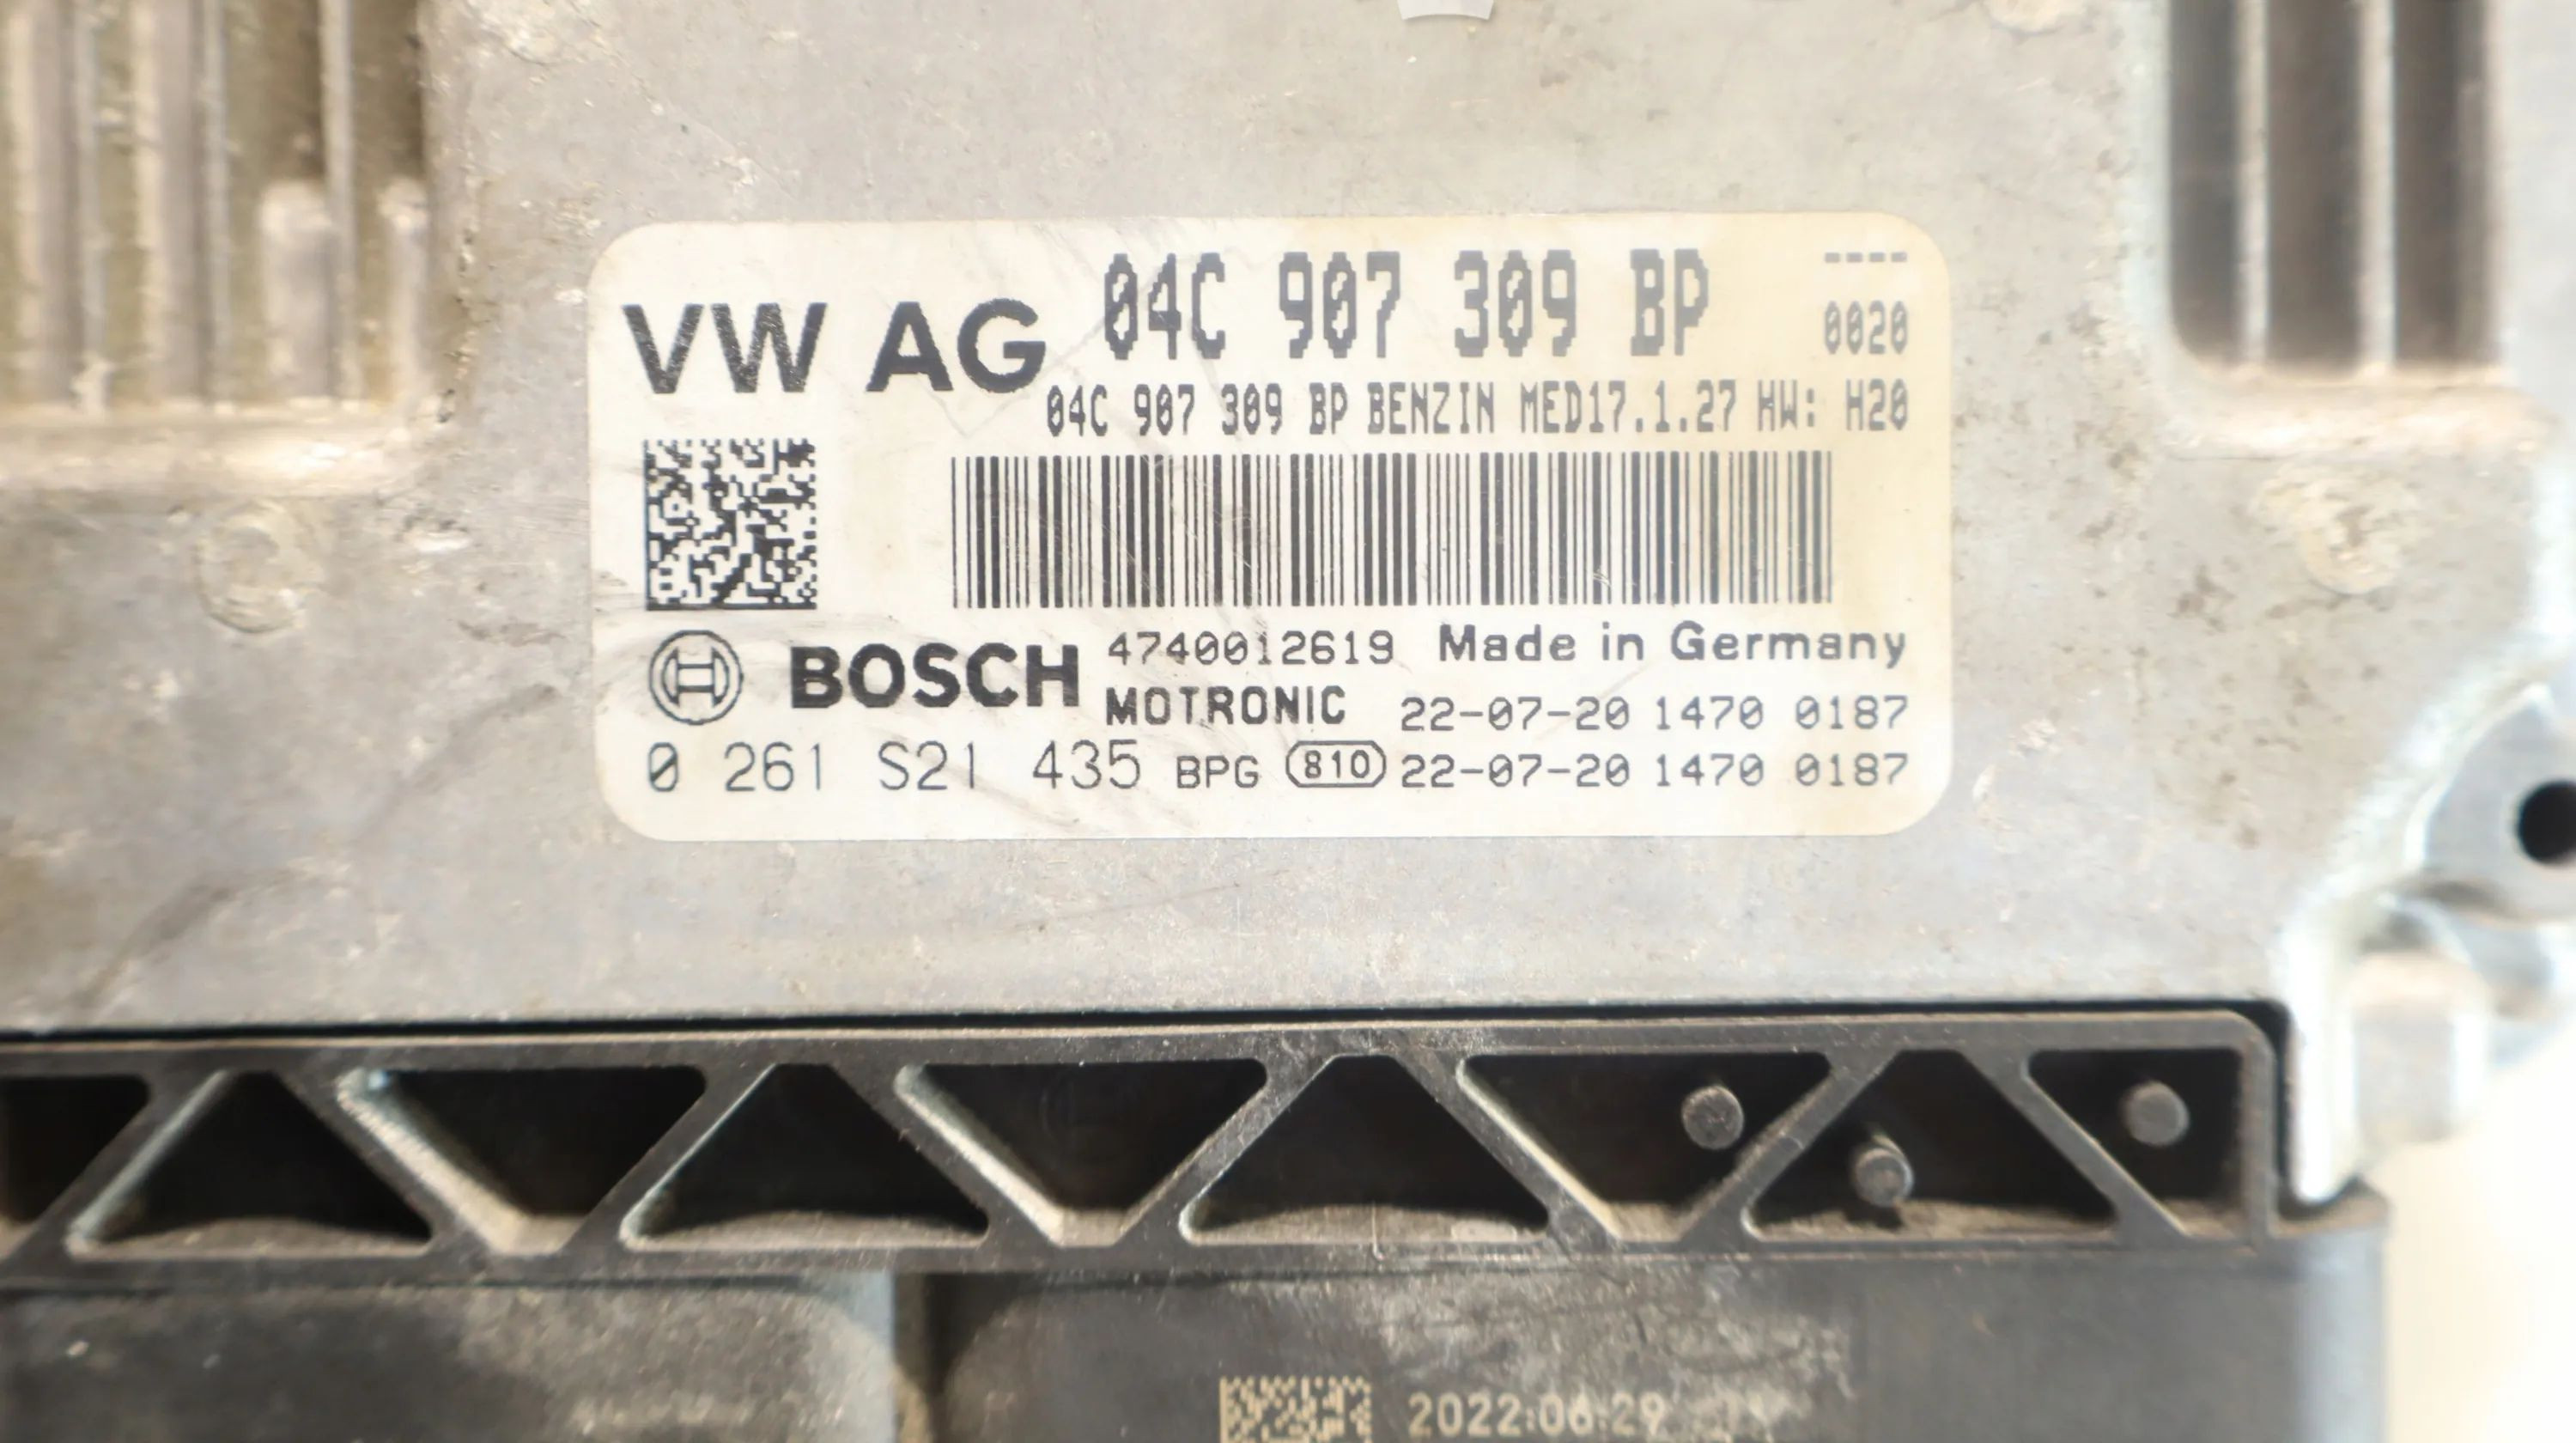 VW AG 04C 907 309 BP ----
0020
04C 907 309 BP BENZIN MED17.1.27 HW: H20
BOSCH 4740012619 Made in Germany
MOTRONIC 22-07-20 1470 0187
0 261 S21 435 BPG 810 22-07-20 1470 0187
2022:06:29